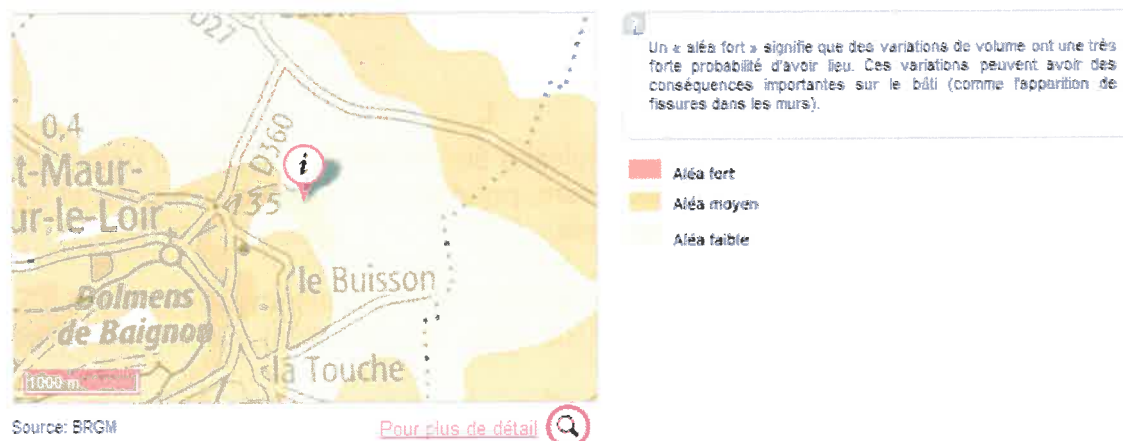 D27
0,4
t-Maur-
ur-le-Loir
D360
i
135
le Buisson
Dolmens
de Baignon
la Touche
1000 m
Source: BRGM
Pour plus de détail
Un « aléa fort » signifie que des variations de volume ont une très
forte probabilité d'avoir lieu. Ces variations peuvent avoir des
conséquences importantes sur le bâti (comme l'apparition de
fissures dans les murs).
Aléa fort
Aléa moyen
Aléa faible